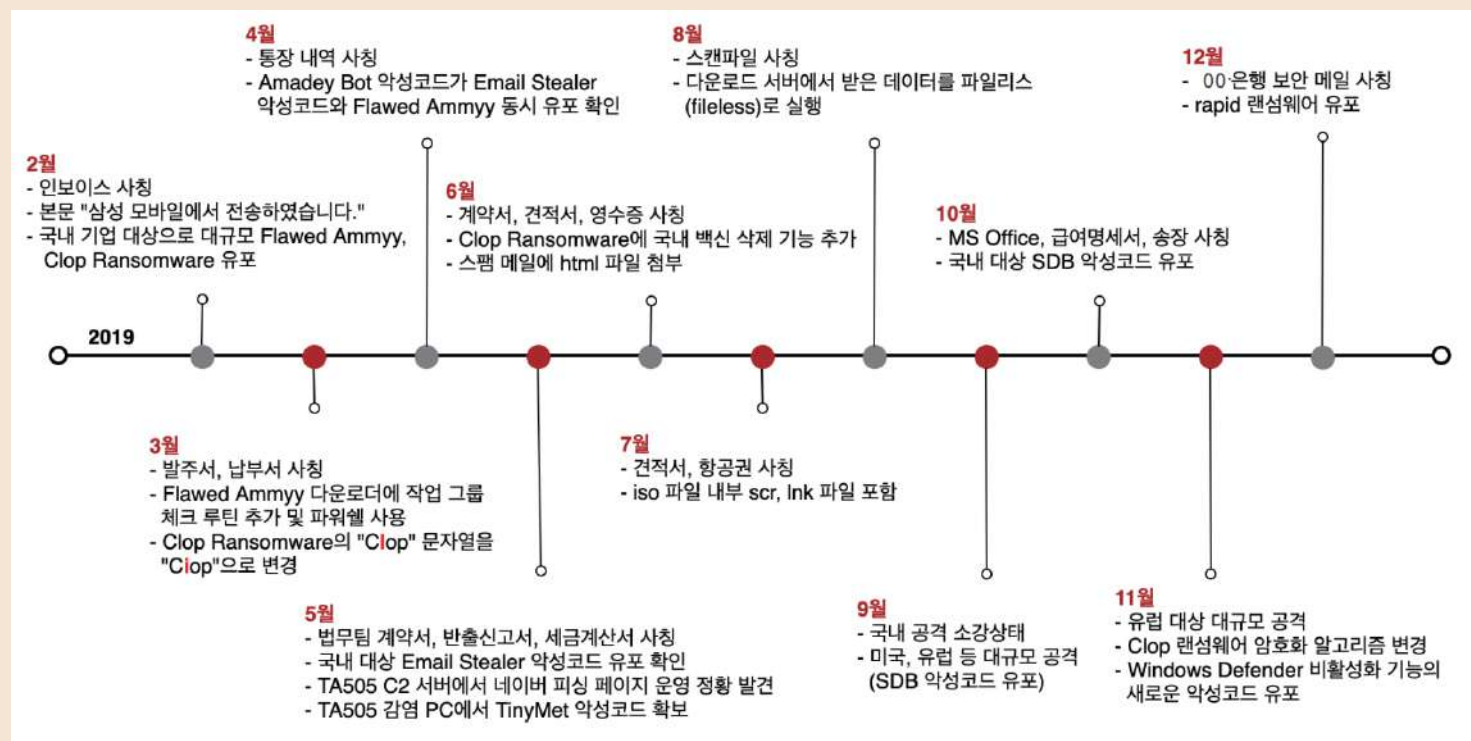 4월
- 통장 내역 사칭
- Amadey Bot 악성코드가 Email Stealer
악성코드와 Flawed Ammyy 동시 유포 확인
8월
- 스캔파일 사칭
- 다운로드 서버에서 받은 데이터를 파일리스
(fileless)로 실행
12월
- 00은행 보안 메일 사칭
- rapid 랜섬웨어 유포
2월
- 인보이스 사칭
- 본문 "삼성 모바일에서 전송하였습니다."
- 국내 기업 대상으로 대규모 Flawed Ammyy,
Clop Ransomware 유포
6월
- 계약서, 견적서, 영수증 사칭
- Clop Ransomware에 국내 백신 삭제 기능 추가
- 스팸 메일에 html 파일 첨부
10월
- MS Office, 급여명세서, 송장 사칭
- 국내 대상 SDB 악성코드 유포
2019
3월
- 발주서, 납부서 사칭
- Flawed Ammyy 다운로더에 작업 그룹
체크 루틴 추가 및 파워쉘 사용
- Clop Ransomware의 "Clop" 문자열을
"Ciop"으로 변경
7월
- 견적서, 항공권 사칭
- iso 파일 내부 scr, lnk 파일 포함
5월
- 법무팀 계약서, 반출신고서, 세금계산서 사칭
- 국내 대상 Email Stealer 악성코드 유포 확인
- TA505 C2 서버에서 네이버 피싱 페이지 운영 정황 발견
- TA505 감염 PC에서 TinyMet 악성코드 확보
9월
- 국내 공격 소강상태
- 미국, 유럽 등 대규모 공격
(SDB 악성코드 유포)
11월
- 유럽 대상 대규모 공격
- Clop 랜섬웨어 암호화 알고리즘 변경
- Windows Defender 비활성화 기능의
새로운 악성코드 유포